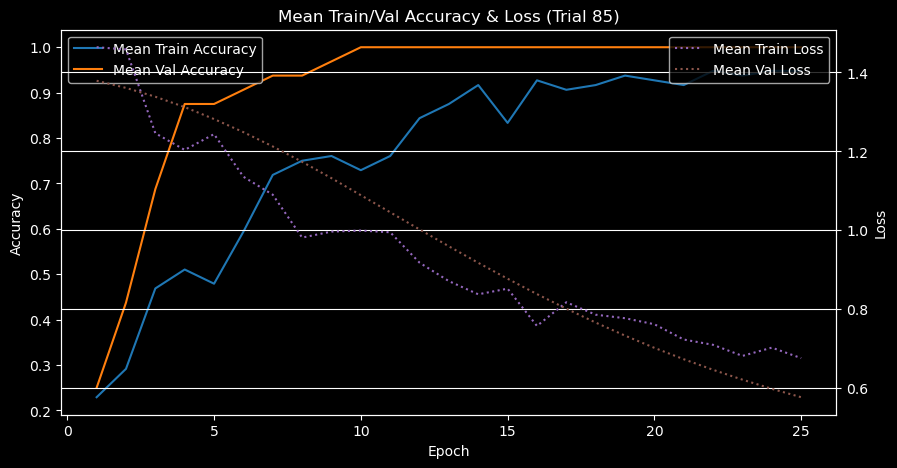 Mean Train/Val Accuracy & Loss (Trial 85)
Mean Train Accuracy
Mean Val Accuracy
Mean Train Loss
Mean Val Loss
1.0
0.9
0.8
0.7
0.6
0.5
0.4
0.3
0.2
Accuracy
1.4
1.2
1.0
0.8
0.6
Loss
0 5 10 15 20 25
Epoch